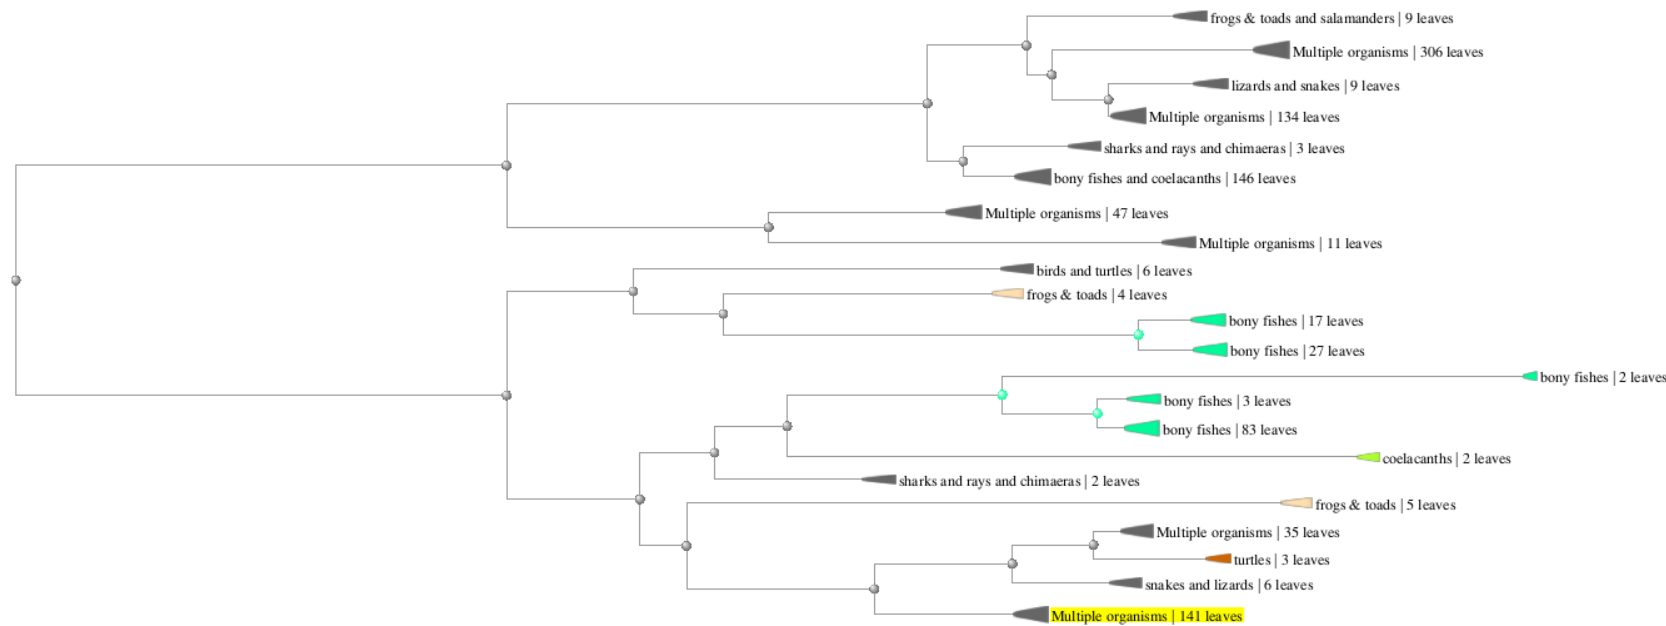 frogs & toads and salamanders | 9 leaves
Multiple organisms | 306 leaves
lizards and snakes | 9 leaves
Multiple organisms | 134 leaves
sharks and rays and chimaeras | 3 leaves
bony fishes and coelacanths | 146 leaves
Multiple organisms | 47 leaves
Multiple organisms | 11 leaves
birds and turtles | 6 leaves
frogs & toads | 4 leaves
bony fishes | 17 leaves
bony fishes | 27 leaves
bony fishes | 2 leaves
bony fishes | 3 leaves
bony fishes | 83 leaves
coelacanths | 2 leaves
sharks and rays and chimaeras | 2 leaves
frogs & toads | 5 leaves
Multiple organisms | 35 leaves
turtles | 3 leaves
snakes and lizards | 6 leaves
Multiple organisms | 141 leaves